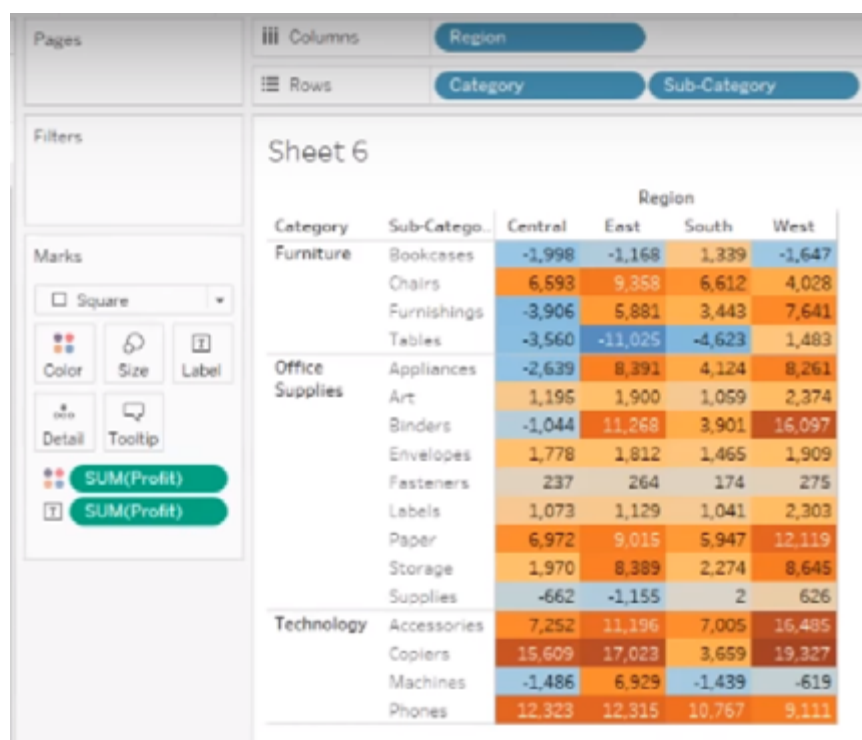 Pages
Columns Region
Rows Category Sub-Category
Filters
Sheet 6
Region
Category Sub-Catego.. Central East South West
Furniture Bookcases -1,998 -1,168 1,339 -1,647
Chairs 6,593 9,358 6,612 4,028
Furnishings -3,906 5,881 3,443 7,641
Tables -3,560 -11,025 -4,623 1,483
Office Supplies Appliances -2,639 8,391 4,124 8,261
Art 1,195 1,900 1,059 2,374
Binders -1,044 11,268 3,901 16,097
Envelopes 1,778 1,812 1,465 1,909
Fasteners 237 264 174 275
Labels 1,073 1,129 1,041 2,303
Paper 6,972 9,015 5,947 12,119
Storage 1,970 8,389 2,274 8,645
Supplies -662 -1,155 2 626
Technology Accessories 7,252 11,196 7,005 16,485
Copiers 15,609 17,023 3,659 19,327
Machines -1,486 6,929 -1,439 -619
Phones 12,323 12,315 10,767 9,111
Marks
Square
Color Size Label
Detail Tooltip
SUM(Profit)
SUM(Profit)